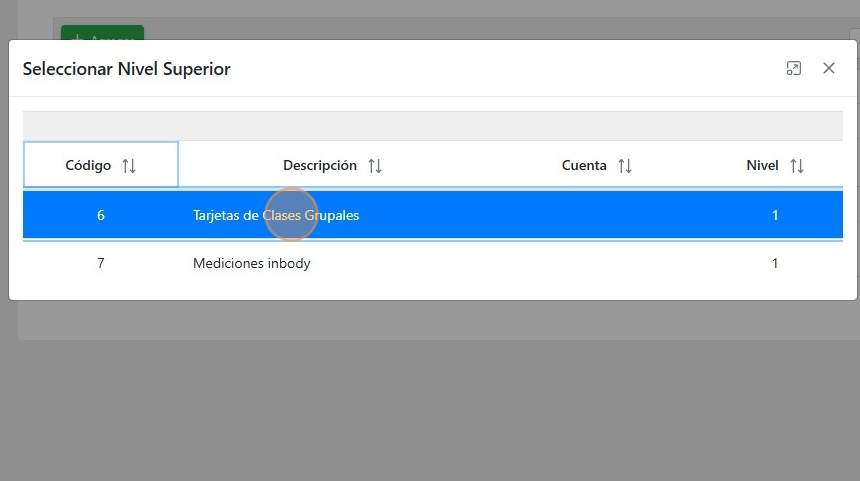 Seleccionar Nivel Superior
Código Descripción Cuenta Nivel
6 Tarjetas de Clases Grupales 1
7 Mediciones inbody 1